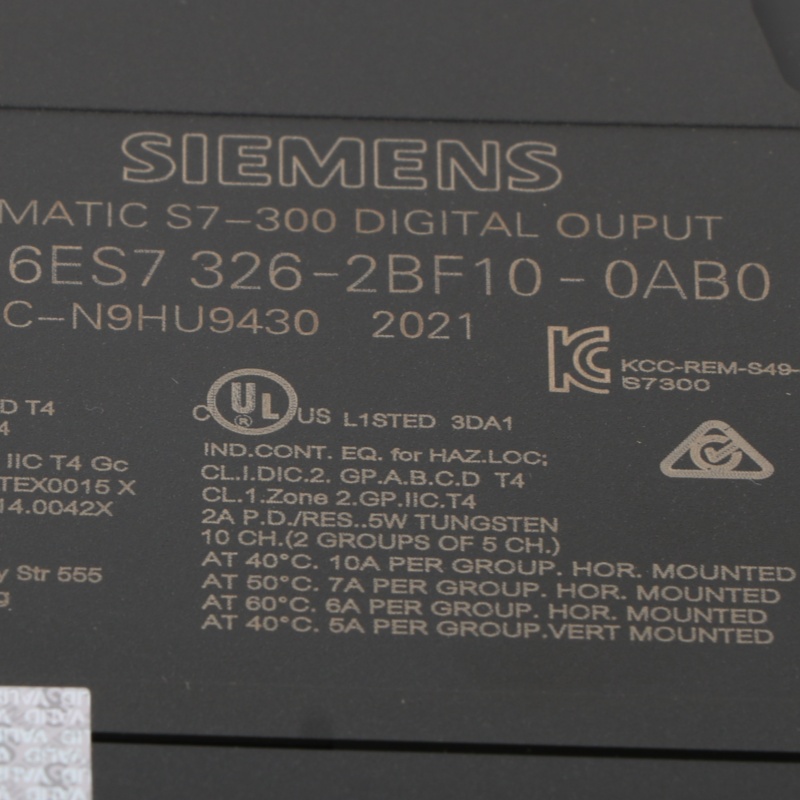 SIEMENS
MATIC S7-300 DIGITAL OUPUT
6ES7 326-2BF10-0AB0
C-N9HU9430 2021
KCC-REM-S49-
S7300
D T4
4
C UL US L1STED 3DA1
®
IND.CONT. EQ. for HAZ.LOC;
IIC T4 Gc
CL.I.DIC.2. GP.A.B.C.D T4
TEX0015 X
CL.1.Zone 2.GP.IIC.T4
14.0042X
2A P.D./RES..5W TUNGSTEN
10 CH.(2 GROUPS OF 5 CH.)
AT 40°C. 10A PER GROUP. HOR. MOUNTED
y Str 555
AT 50°C. 7A PER GROUP. HOR. MOUNTED
g
AT 60°C. 6A PER GROUP. HOR. MOUNTED
AT 40°C. 5A PER GROUP.VERT MOUNTED